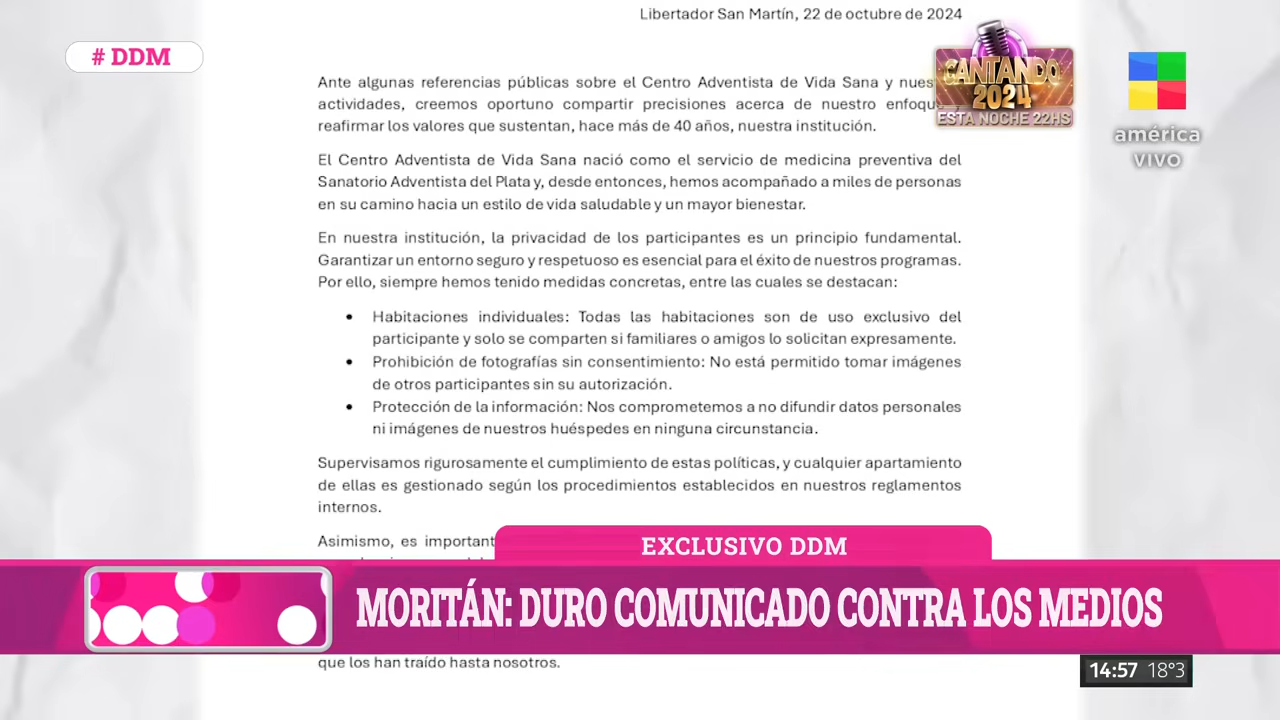 Libertador San Martín, 22 de octubre de 2024
# DDM
CANTANDO
2024
ESTA NOCHE 22HS
américa
VIVO
Ante algunas referencias públicas sobre el Centro Adventista de Vida Sana y
actividades, creemos oportuno compartir precisiones acerca de nuestro
reafirmar los valores que sustentan, hace más de 40 años, nuestra institución.
El Centro Adventista de Vida Sana nació como el servicio de medicina preventiva del
Sanatorio Adventista del Plata y, desde entonces, hemos acompañado a miles de personas
en su camino hacia un estilo de vida saludable y un mayor bienestar.
En nuestra institución, la privacidad de los participantes es un principio fundamental.
Garantizar un entorno seguro y respetuoso es esencial para el éxito de nuestros programas.
Por ello, siempre hemos tenido medidas concretas, entre las cuales se destacan:
• Habitaciones individuales: Todas las habitaciones son de uso exclusivo del
participante y solo se comparten si familiares o amigos lo solicitan expresamente.
• Prohibición de fotografías sin consentimiento: No está permitido tomar imágenes
de otros participantes sin su autorización.
• Protección de la información: Nos comprometemos a no difundir datos personales
ni imágenes de nuestros huéspedes en ninguna circunstancia.
Supervisamos rigurosamente el cumplimiento de estas políticas, y cualquier apartamiento
de ellas es gestionado según los procedimientos establecidos en nuestros reglamentos
internos.
Asimismo, es
EXCLUSIVO DDM
MORITÁN: DURO COMUNICADO CONTRA LOS MEDIOS
que los han traído hasta nosotros.
14:57 18°3